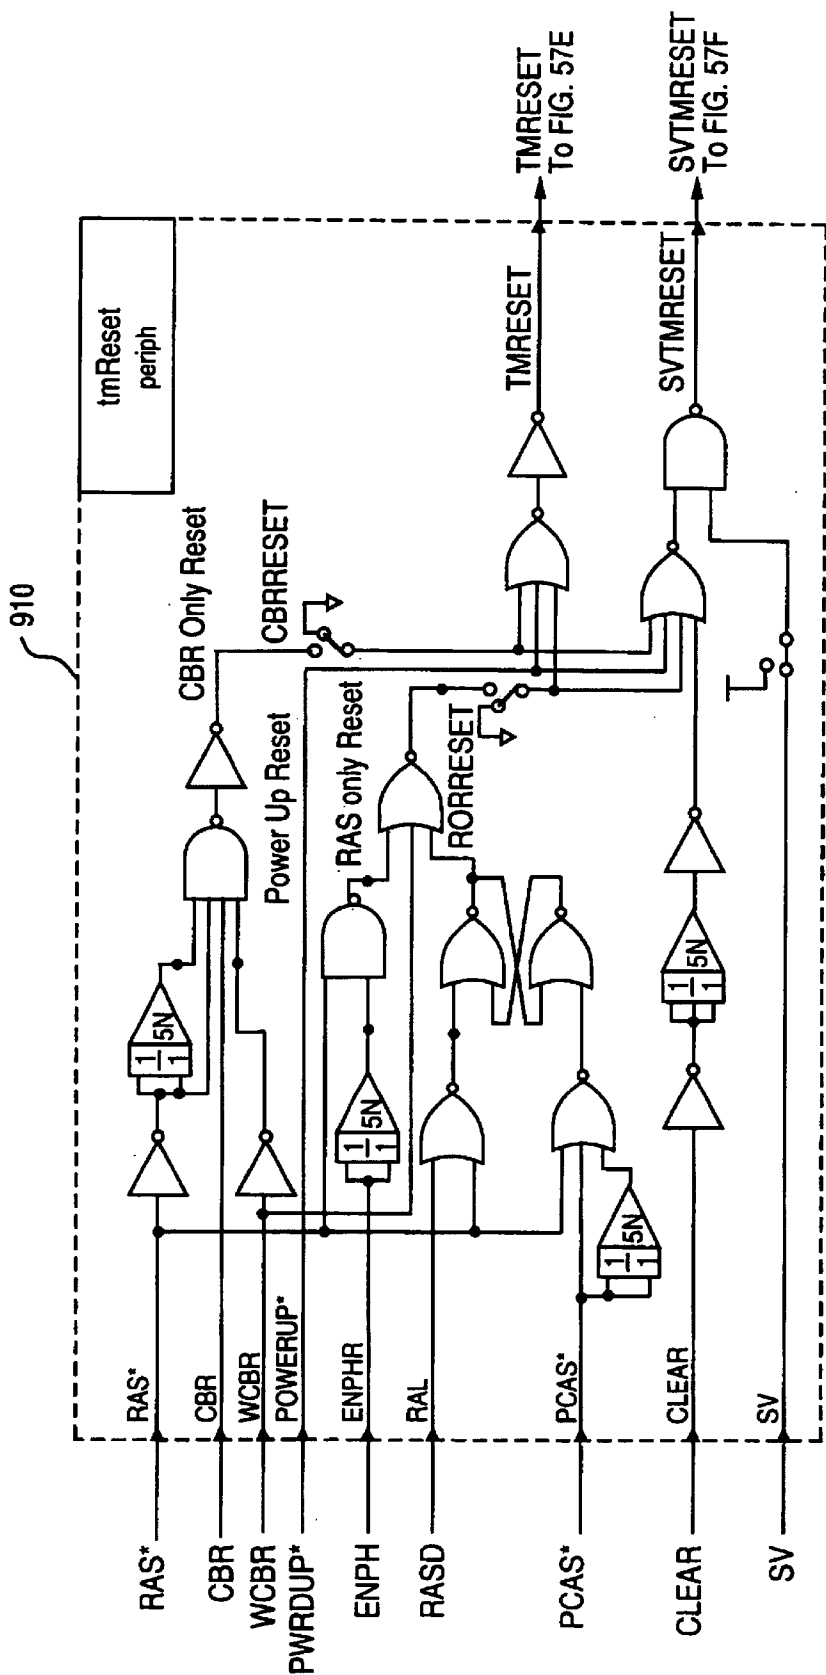 910
tmReset
periph
TMRESET
To FIG. 57E
SVTMRESET
To FIG. 57F
TMRESET
SVTMRESET
CBR Only Reset
CBRRESET
Power Up Reset
RAS only Reset
RORRESET
1
1
5N
1
1
5N
1
1
5N
1
1
5N
RAS*
CBR
WCBR
POWERUP*
ENPHR
RAL
PCAS*
CLEAR
SV
RAS*
CBR
WCBR
PWRDUP*
ENPH
RASD
PCAS*
CLEAR
SV